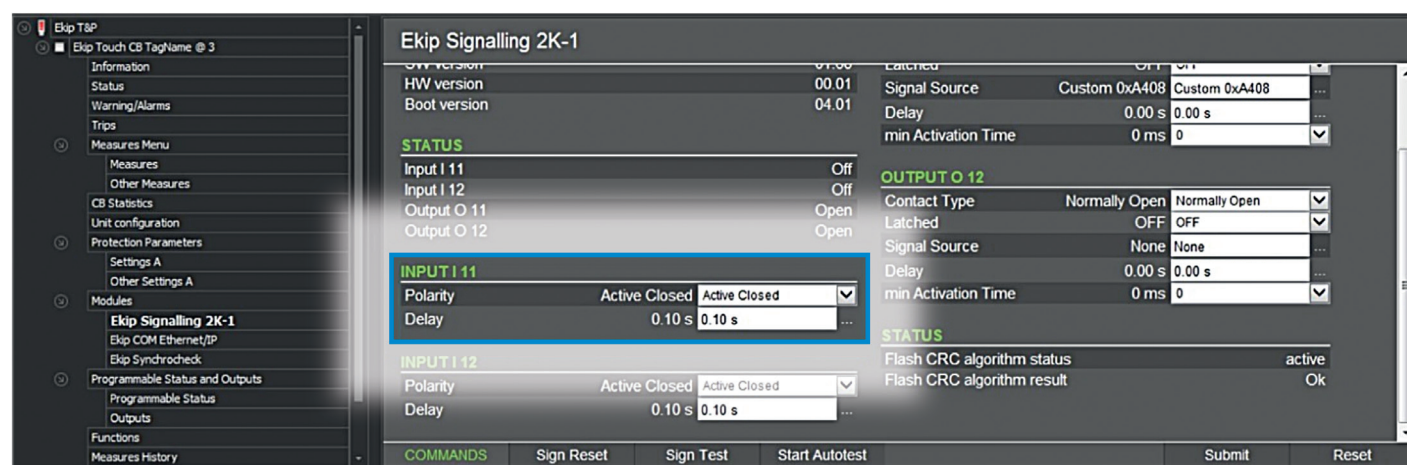 Ekip T&P
Ekip Touch CB TagName @ 3
Information
Status
Warning/Alarms
Trips
Measures Menu
Measures
Other Measures
CB Statistics
Unit configuration
Protection Parameters
Settings A
Other Settings A
Modules
Ekip Signalling 2K-1
Ekip COM Ethernet/IP
Ekip Synchrocheck
Programmable Status and Outputs
Programmable Status
Outputs
Functions
Measures History
Ekip Signalling 2K-1
SW version 01.00
HW version 00.01
Boot version 04.01
STATUS
Input I 11 Off
Input I 12 Off
Output O 11 Open
Output O 12 Open
INPUT I 11
Polarity Active Closed Active Closed
Delay 0.10 s 0.10 s ...
INPUT I 12
Polarity Active Closed Active Closed
Delay 0.10 s 0.10 s ...
Latched OFF OFF
Signal Source Custom 0xA408 Custom 0xA408 ...
Delay 0.00 s 0.00 s ...
min Activation Time 0 ms 0
OUTPUT O 12
Contact Type Normally Open Normally Open
Latched OFF OFF
Signal Source None None ...
Delay 0.00 s 0.00 s ...
min Activation Time 0 ms 0
STATUS
Flash CRC algorithm status active
Flash CRC algorithm result Ok
COMMANDS Sign Reset Sign Test Start Autotest Submit Reset